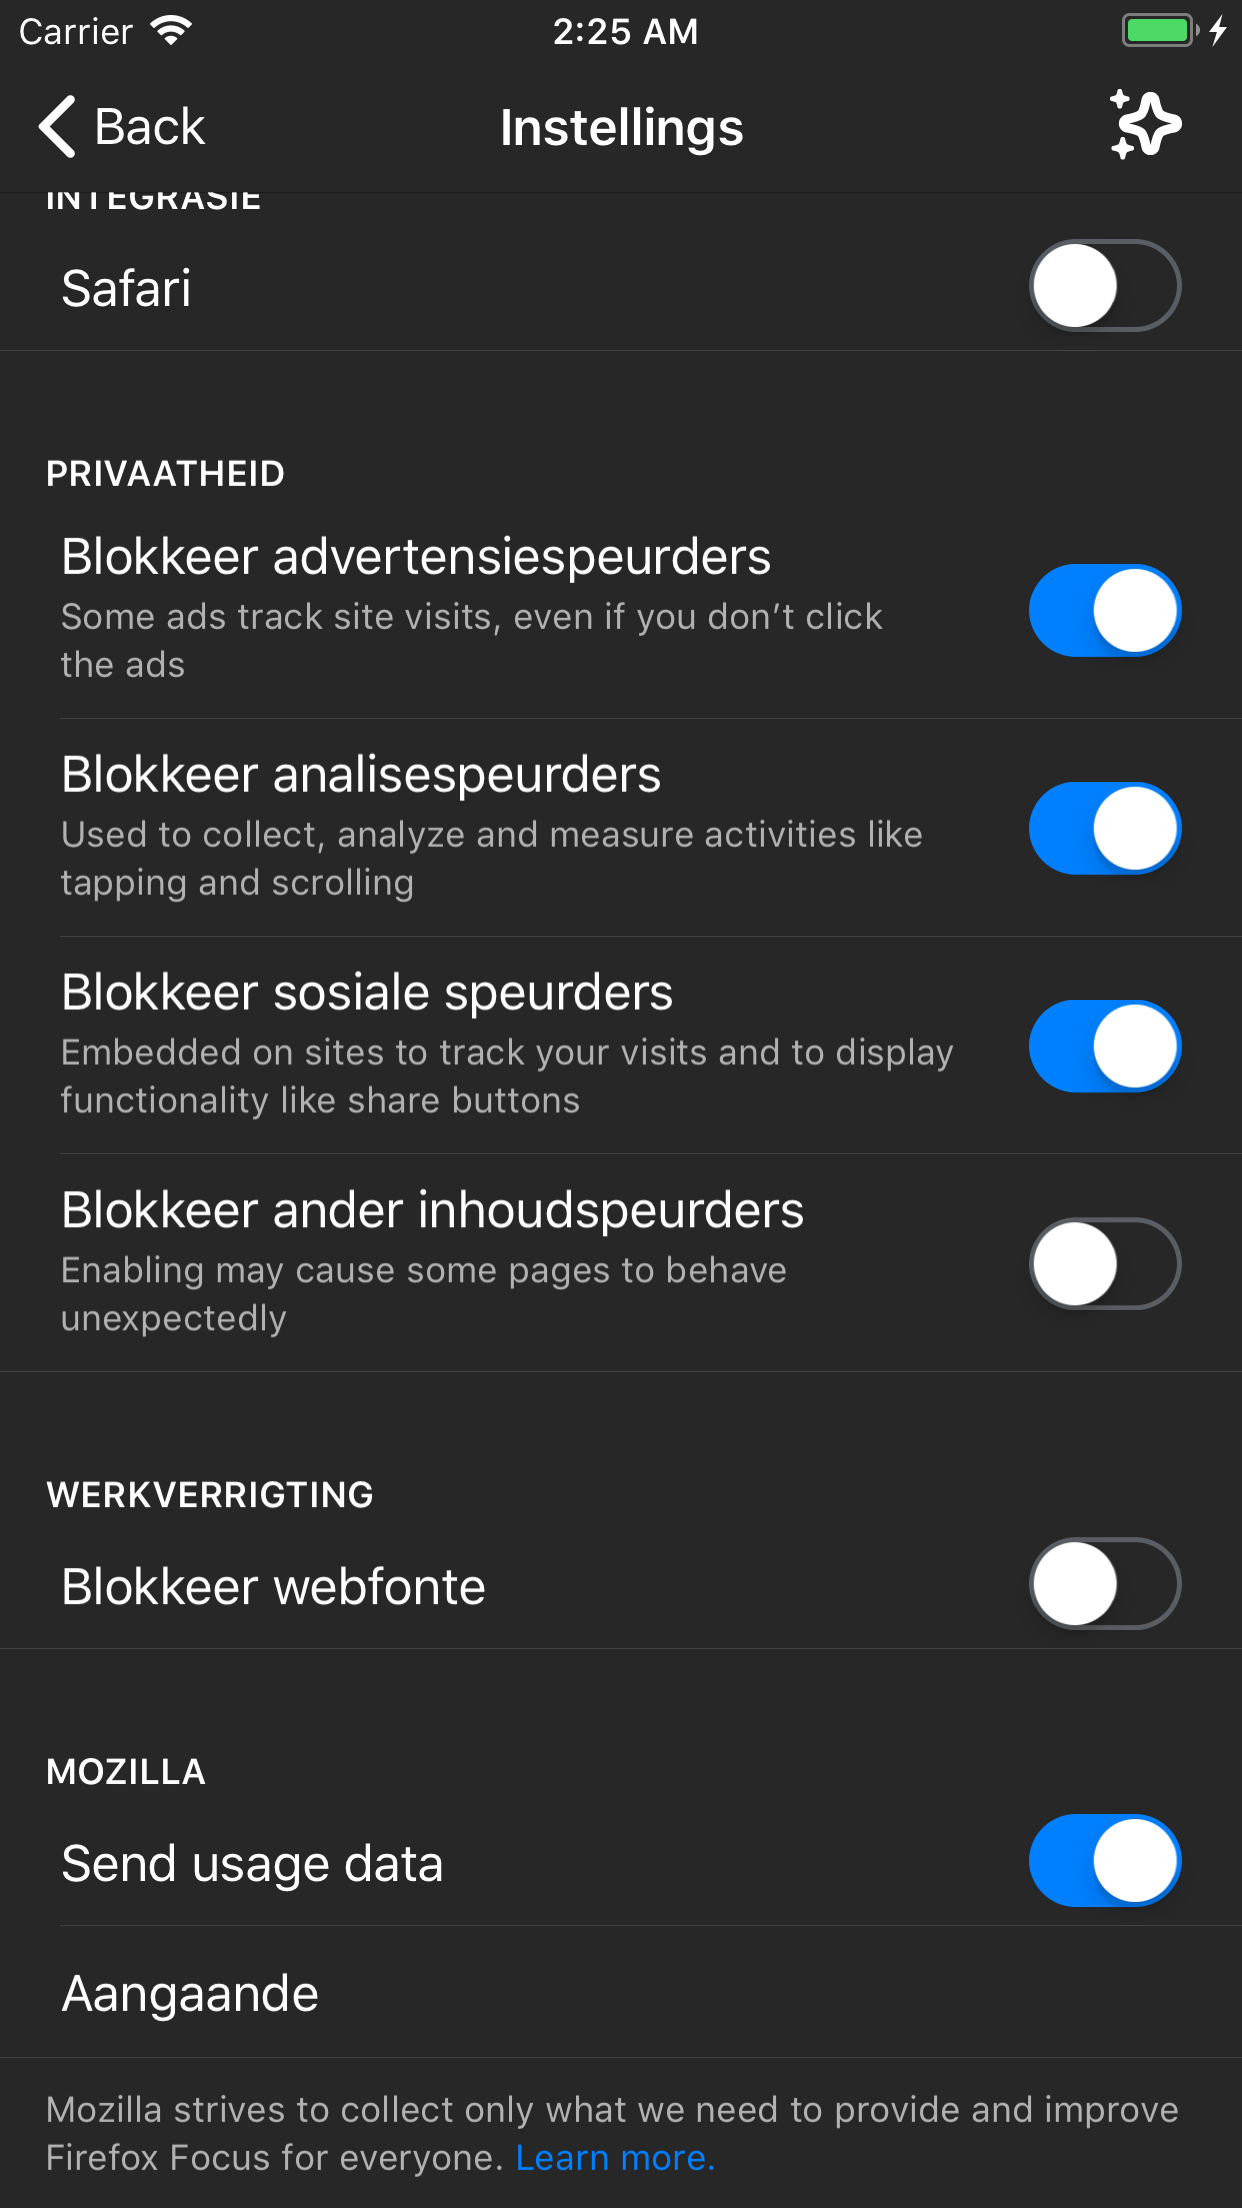 Carrier
2:25 AM
Back
Instellings
INTEGRASIE
Safari
PRIVAATHEID
Blokkeer advertensiespeurders
Some ads track site visits, even if you don’t click
the ads
Blokkeer analisespeurders
Used to collect, analyze and measure activities like
tapping and scrolling
Blokkeer sosiale speurders
Embedded on sites to track your visits and to display
functionality like share buttons
Blokkeer ander inhoudspeurders
Enabling may cause some pages to behave
unexpectedly
WERKVERRIGTING
Blokkeer webfonte
MOZILLA
Send usage data
Aangaande
Mozilla strives to collect only what we need to provide and improve
Firefox Focus for everyone. Learn more.